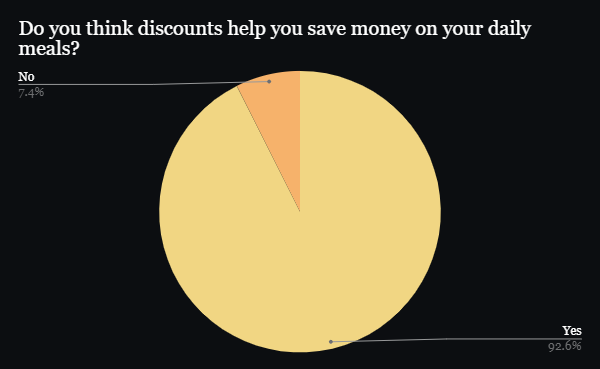 Do you think discounts help you save money on your daily
meals?
No
7.4%
Yes
92.6%